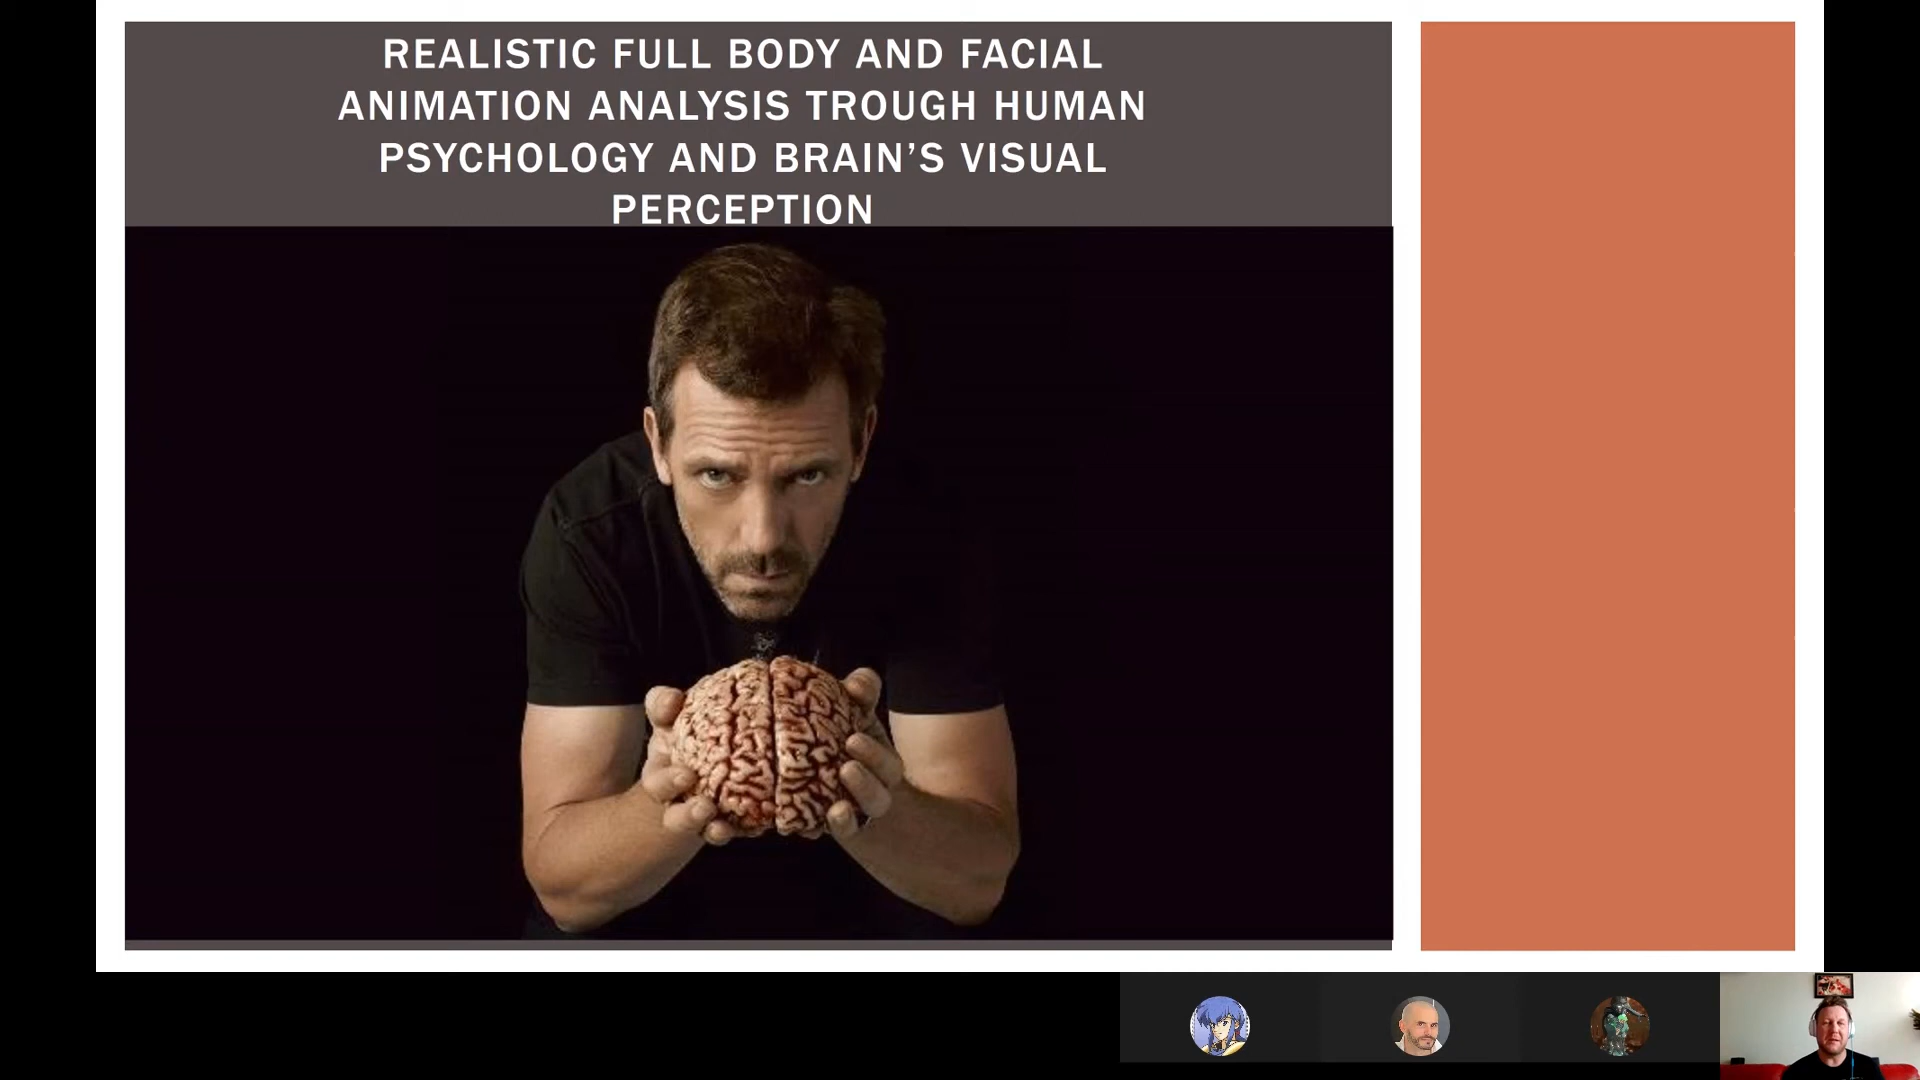 REALISTIC FULL BODY AND FACIAL
ANIMATION ANALYSIS TROUGH HUMAN
PSYCHOLOGY AND BRAIN’S VISUAL
PERCEPTION